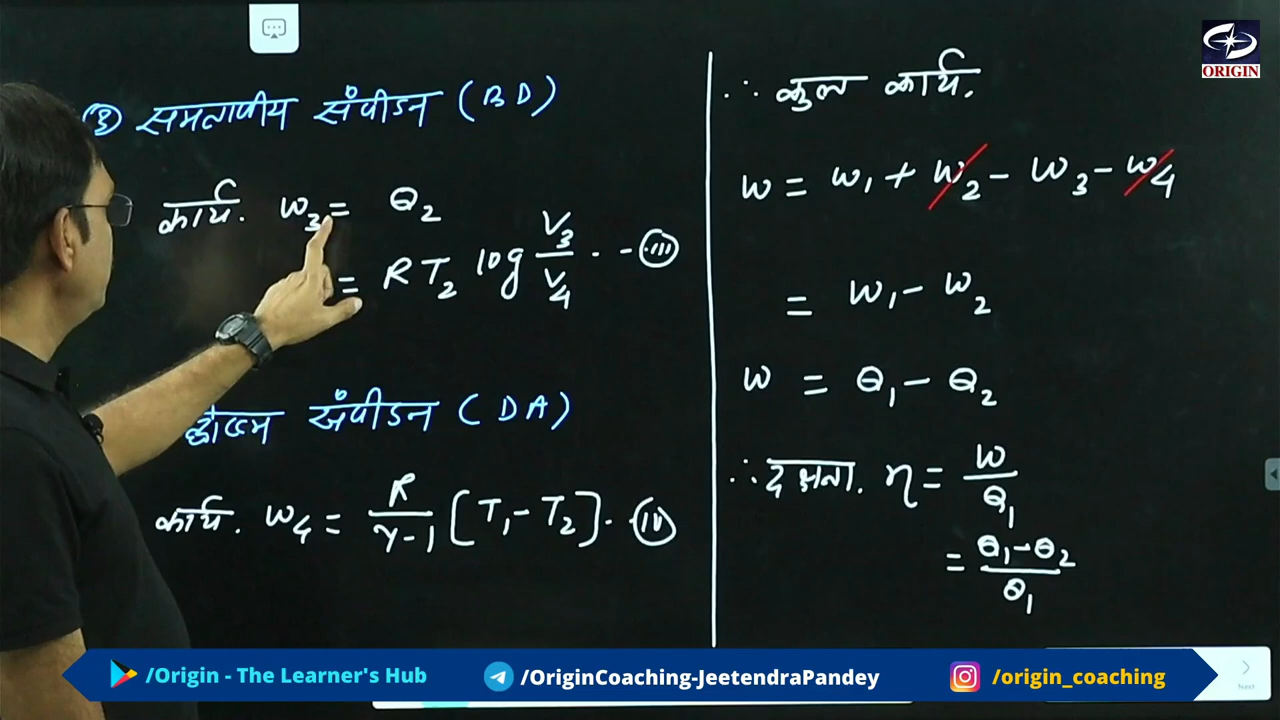 (3) समतापीय संपीडन (BD)
कार्य. W₃ = Q₂
= RT₂ log V₃/V₄ . - (iii)
संपीडन (DA)
कार्य. W₄ = R/γ-1 [T₁ - T₂]. - (iv)
∴ कुल कार्य,
W = W₁ + W₂ - W₃ - W₄
= W₁ - W₂
W = Q₁ - Q₂
∴ दक्षता. η = W/Q₁
= Q₁-Q₂/Q₁
ORIGIN
/Origin - The Learner's Hub
/OriginCoaching-JeetendraPandey
/origin_coaching
Next